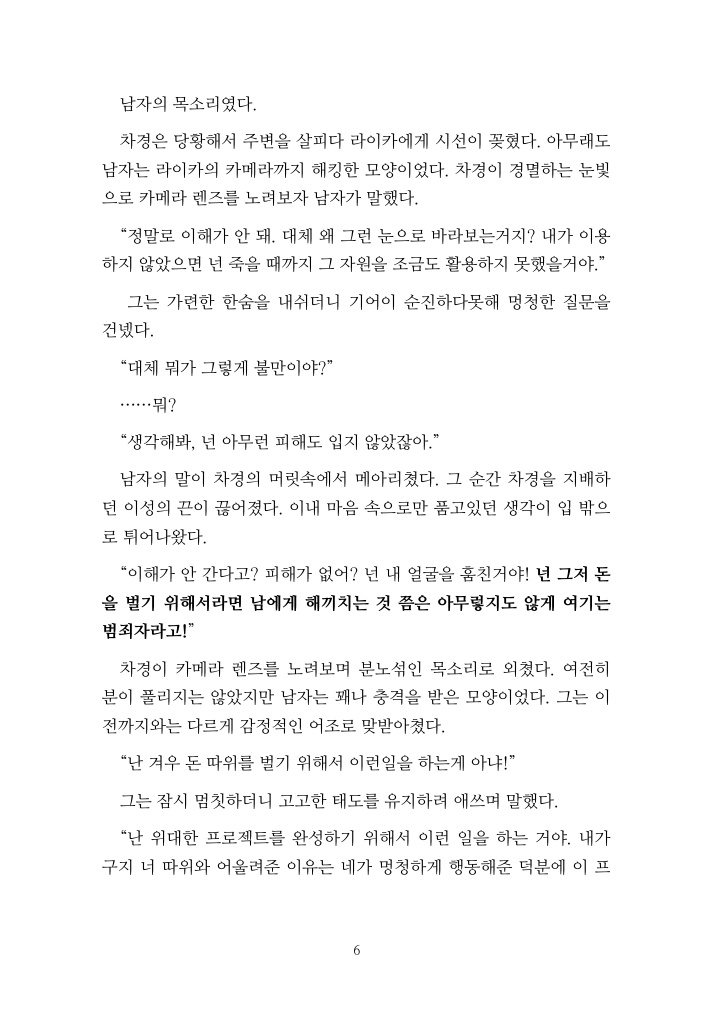 남자의 목소리였다.
차경은 당황해서 주변을 살피다 라이카에게 시선이 꽂혔다. 아무래도
남자는 라이카의 카메라까지 해킹한 모양이었다. 차경이 경멸하는 눈빛
으로 카메라 렌즈를 노려보자 남자가 말했다.
“정말로 이해가 안 돼. 대체 왜 그런 눈으로 바라보는거지? 내가 이용
하지 않았으면 넌 죽을 때까지 그 자원을 조금도 활용하지 못했을거야.”
그는 가련한 한숨을 내쉬더니 기어이 순진하다못해 멍청한 질문을
건넸다.
“대체 뭐가 그렇게 불만이야?”
……뭐?
“생각해봐, 넌 아무런 피해도 입지 않았잖아.”
남자의 말이 차경의 머릿속에서 메아리쳤다. 그 순간 차경을 지배하
던 이성의 끈이 끊어졌다. 이내 마음 속으로만 품고있던 생각이 입 밖으
로 튀어나왔다.
“이해가 안 간다고? 피해가 없어? 넌 내 얼굴을 훔친거야! 넌 그저 돈
을 벌기 위해서라면 남에게 해끼치는 것 쯤은 아무렇지도 않게 여기는
범죄자라고!”
차경이 카메라 렌즈를 노려보며 분노섞인 목소리로 외쳤다. 여전히
분이 풀리지는 않았지만 남자는 꽤나 충격을 받은 모양이었다. 그는 이
전까지와는 다르게 감정적인 어조로 맞받아쳤다.
“난 겨우 돈 따위를 벌기 위해서 이런일을 하는게 아냐!”
그는 잠시 멈칫하더니 고고한 태도를 유지하려 애쓰며 말했다.
“난 위대한 프로젝트를 완성하기 위해서 이런 일을 하는 거야. 내가
구지 너 따위와 어울려준 이유는 네가 멍청하게 행동해준 덕분에 이 프
6